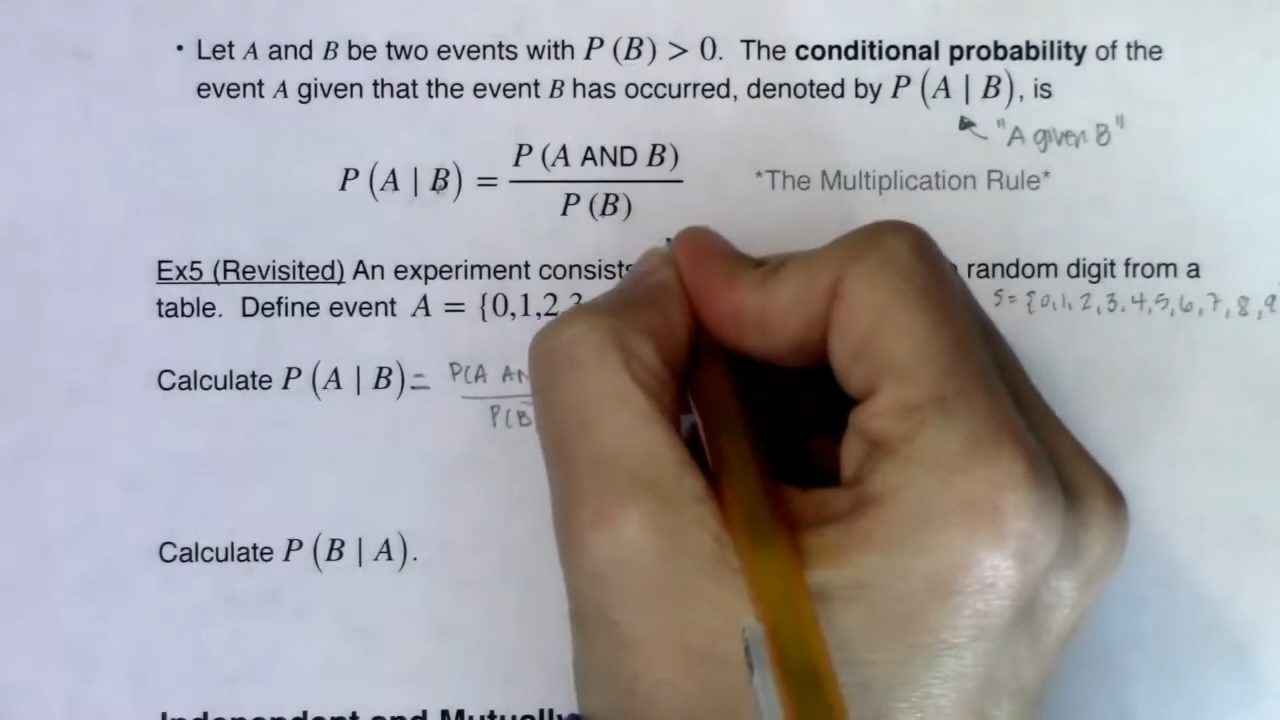 • Let A and B be two events with P (B) > 0. The conditional probability of the
event A given that the event B has occurred, denoted by P (A | B), is
"A given B"
P (A | B) = P (A AND B) / P (B) *The Multiplication Rule*
Ex5 (Revisited) An experiment consists random digit from a
table. Define event A = {0,1,2,3 S = {0,1,2,3,4,5,6,7,8,9
Calculate P (A | B) = P(A AN / P(B
Calculate P (B | A).
Independent and Mutually